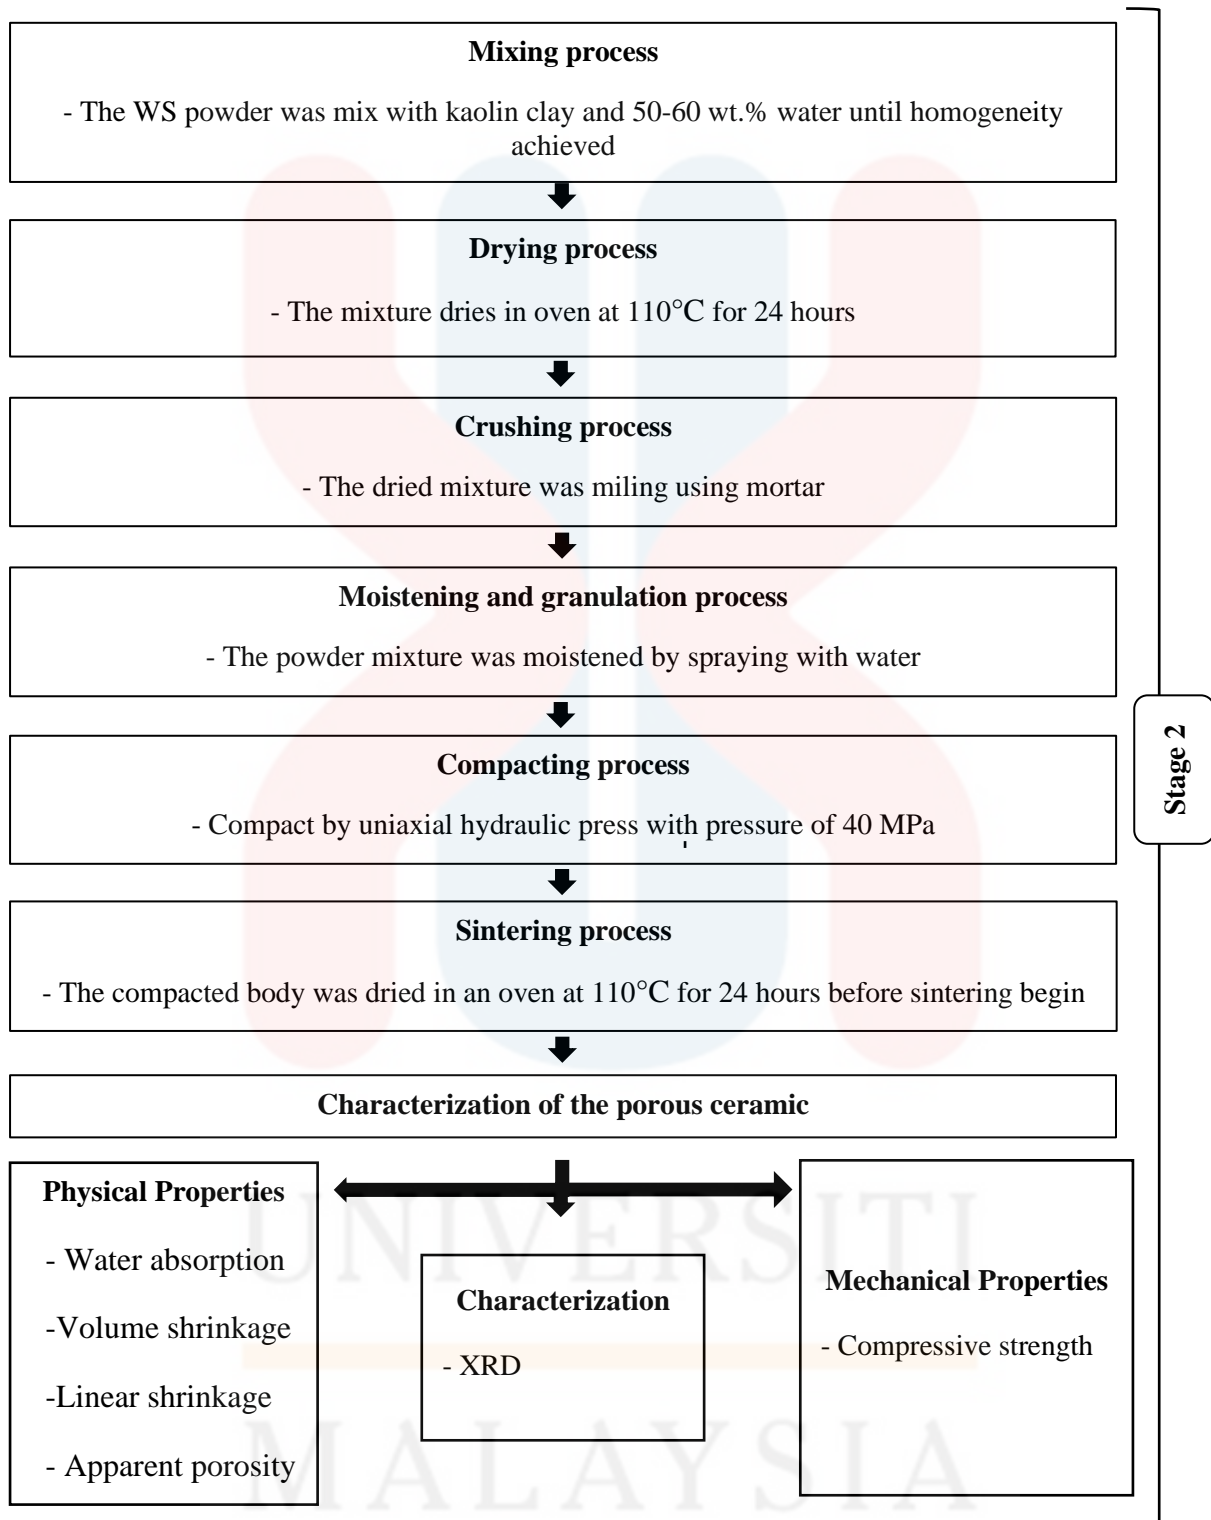 Mixing process
- The WS powder was mix with kaolin clay and 50-60 wt.% water until homogeneity
achieved
Drying process
- The mixture dries in oven at 110°C for 24 hours
Crushing process
- The dried mixture was miling using mortar
Moistening and granulation process
- The powder mixture was moistened by spraying with water
Compacting process
- Compact by uniaxial hydraulic press with pressure of 40 MPa
Stage 2
Sintering process
- The compacted body was dried in an oven at 110°C for 24 hours before sintering begin
Characterization of the porous ceramic
Physical Properties
- Water absorption
-Volume shrinkage
-Linear shrinkage
- Apparent porosity
Characterization
- XRD
Mechanical Properties
- Compressive strength
UNIVERSITI
MALAYSIA